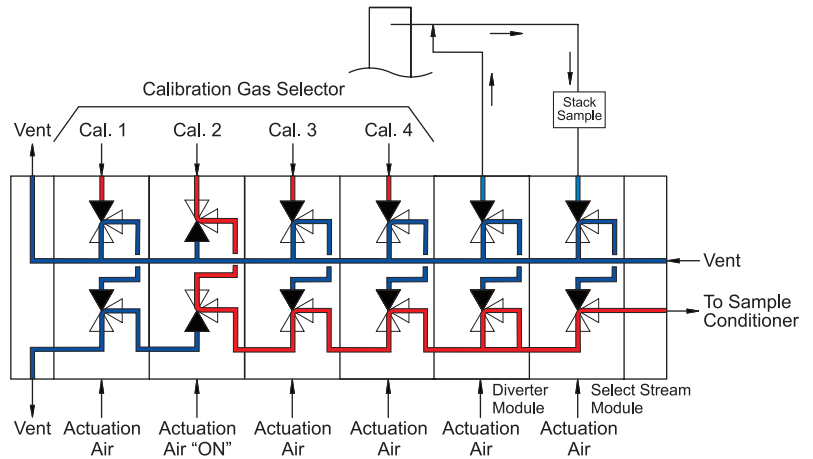 Calibration Gas Selector
Stack
Sample
Vent
Cal. 1
Cal. 2
Cal. 3
Cal. 4
Vent
To Sample
Conditioner
Diverter
Module
Select Stream
Module
Vent
Actuation
Air
Actuation
Air “ON”
Actuation
Air
Actuation
Air
Actuation
Air
Actuation
Air